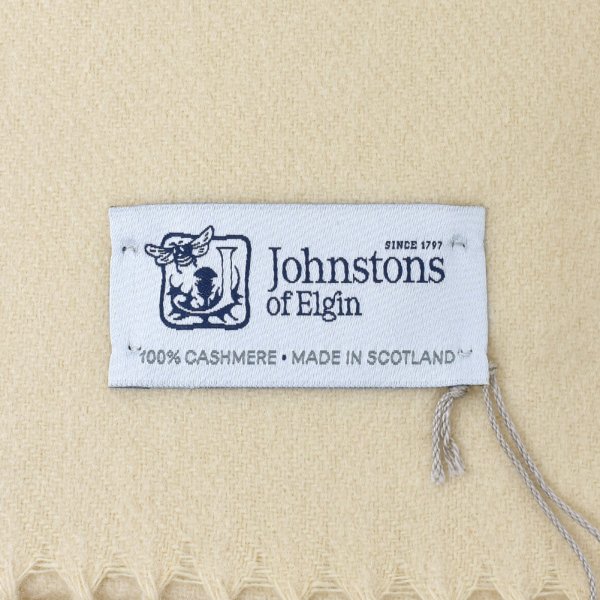 SINCE 1797
Johnstons
of Elgin
100% CASHMERE • MADE IN SCOTLAND